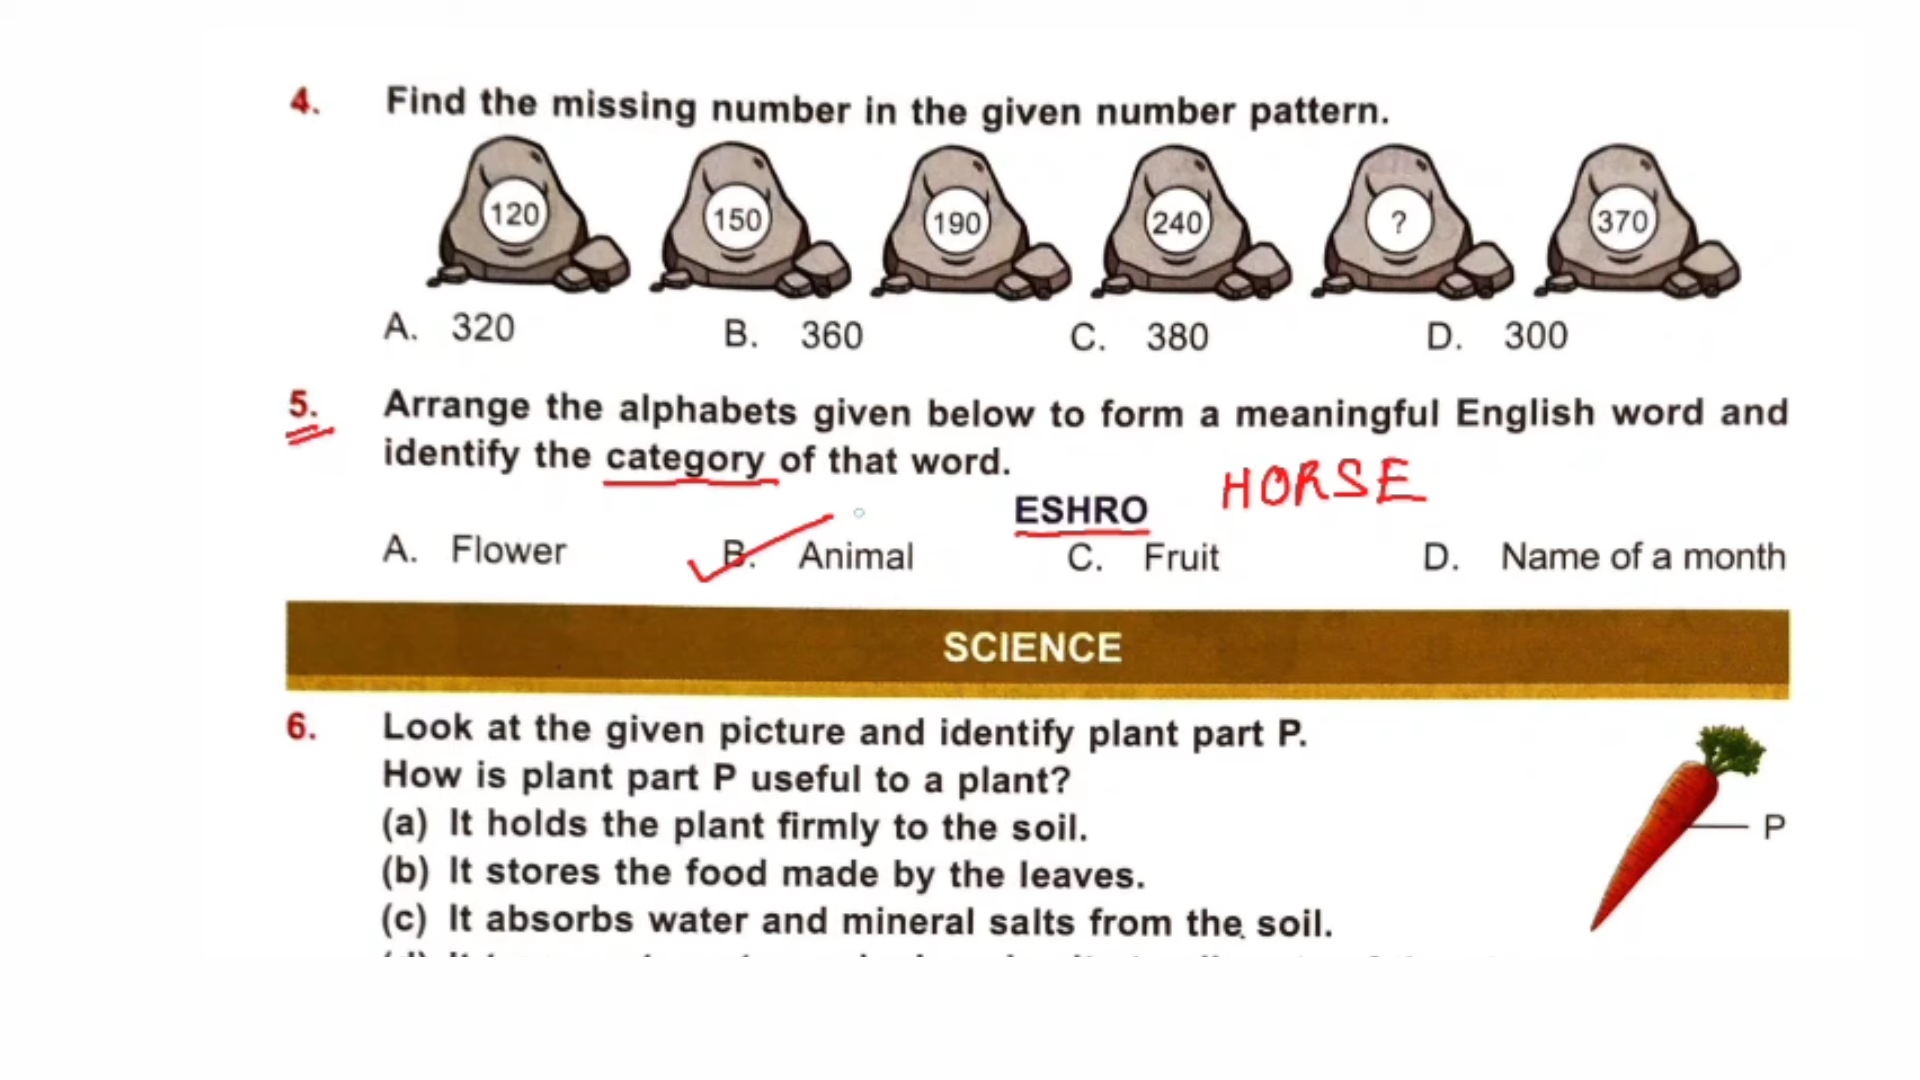 4. Find the missing number in the given number pattern.
120 150 190 240 ? 370
A. 320 B. 360 C. 380 D. 300
5. Arrange the alphabets given below to form a meaningful English word and
identify the category of that word.
ESHRO HORSE
A. Flower B. Animal C. Fruit D. Name of a month
SCIENCE
6. Look at the given picture and identify plant part P.
How is plant part P useful to a plant?
(a) It holds the plant firmly to the soil.
P
(b) It stores the food made by the leaves.
(c) It absorbs water and mineral salts from the soil.